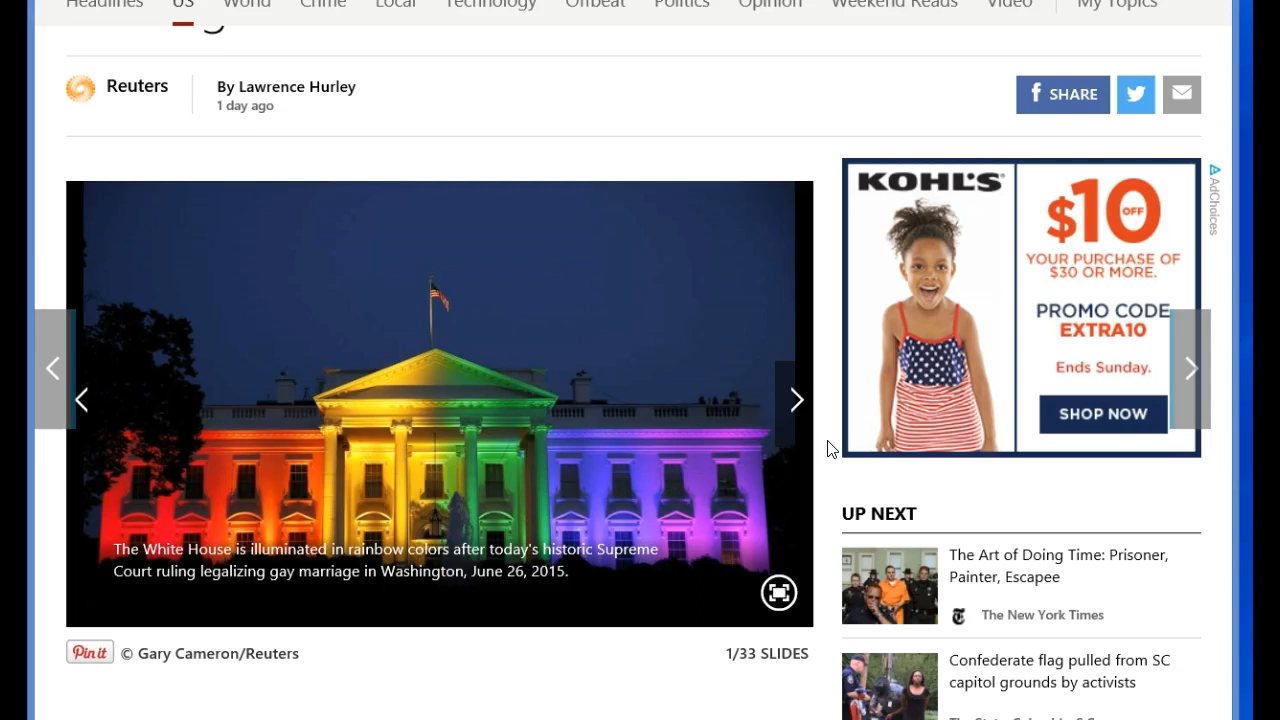 Headlines US World Crime Local Technology Offbeat Politics Opinion Weekend Reads Video My Topics
Reuters
By Lawrence Hurley
1 day ago
f SHARE
KOHL'S
$10 OFF
YOUR PURCHASE OF
$30 OR MORE.
PROMO CODE
EXTRA10
Ends Sunday.
SHOP NOW
AdChoices
The White House is illuminated in rainbow colors after today's historic Supreme
Court ruling legalizing gay marriage in Washington, June 26, 2015.
Pin it © Gary Cameron/Reuters
1/33 SLIDES
UP NEXT
The Art of Doing Time: Prisoner,
Painter, Escapee
The New York Times
Confederate flag pulled from SC
capitol grounds by activists